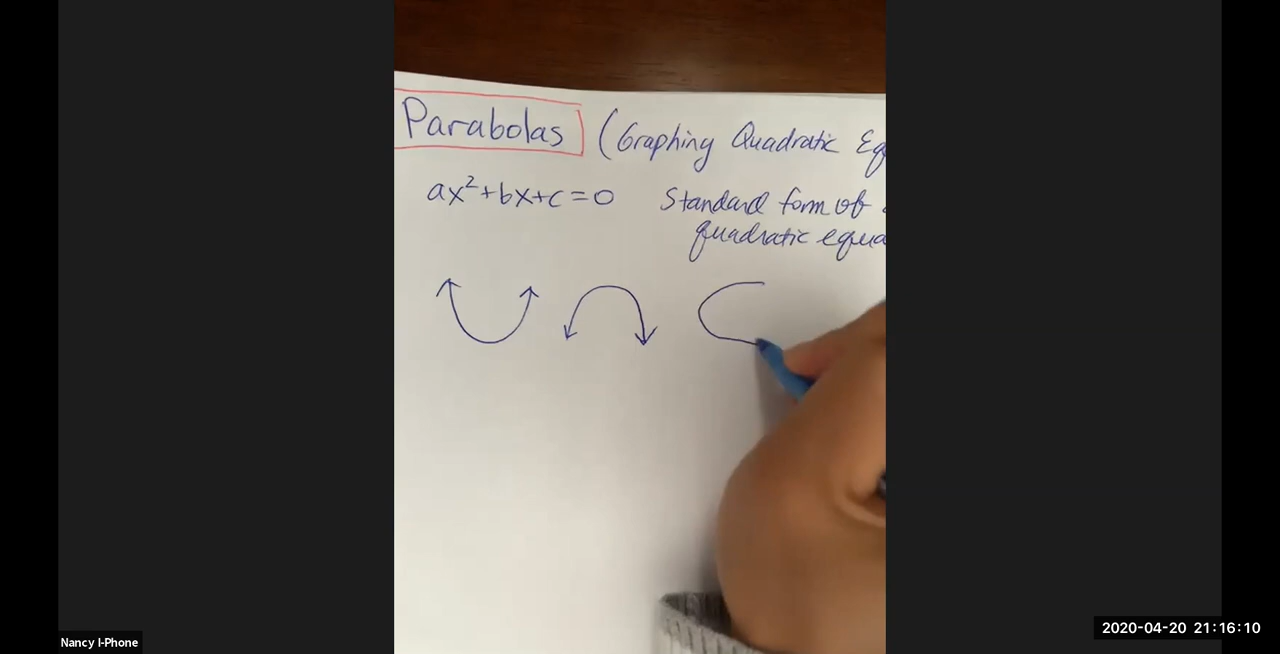 Parabolas (Graphing Quadratic
ax²+bx+c=0 Standard form of
quadratic
Nancy I-Phone
2020-04-20 21:16:10